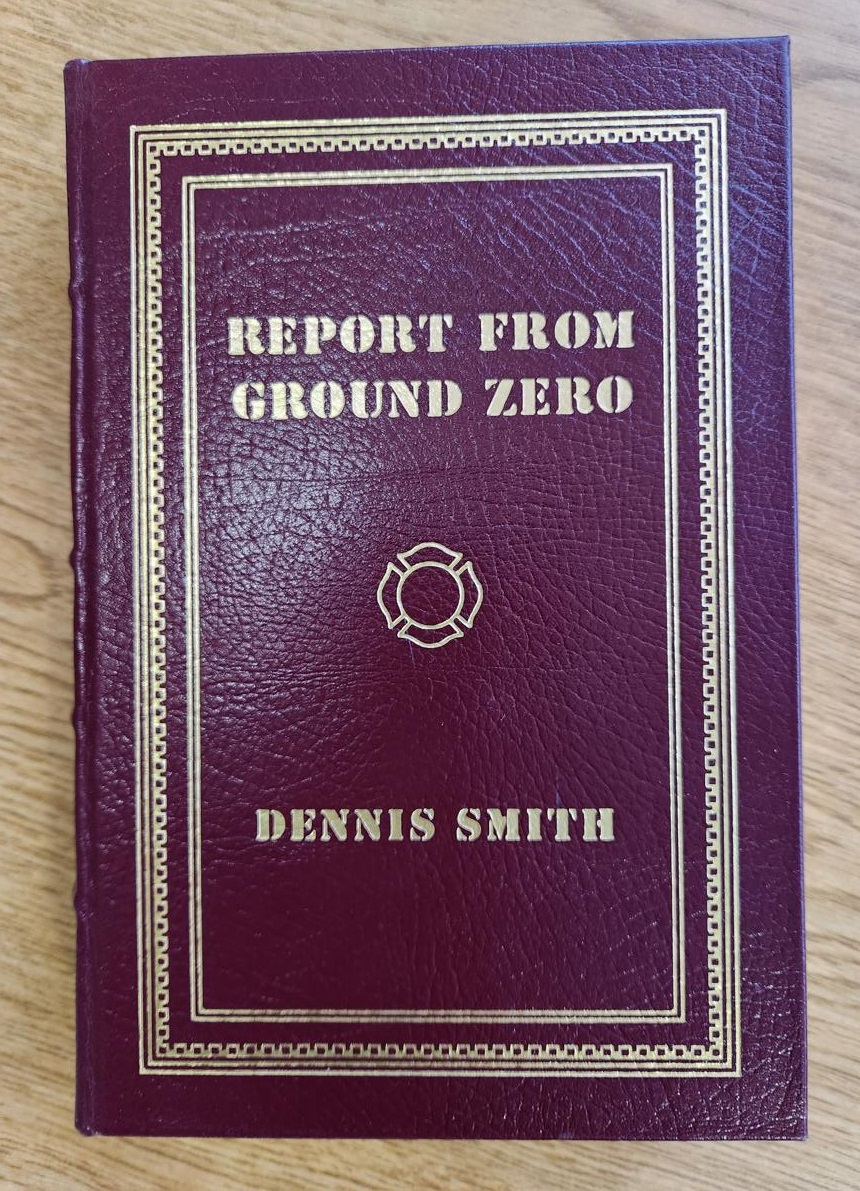 REPORT FROM
GROUND ZERO
DENNIS SMITH